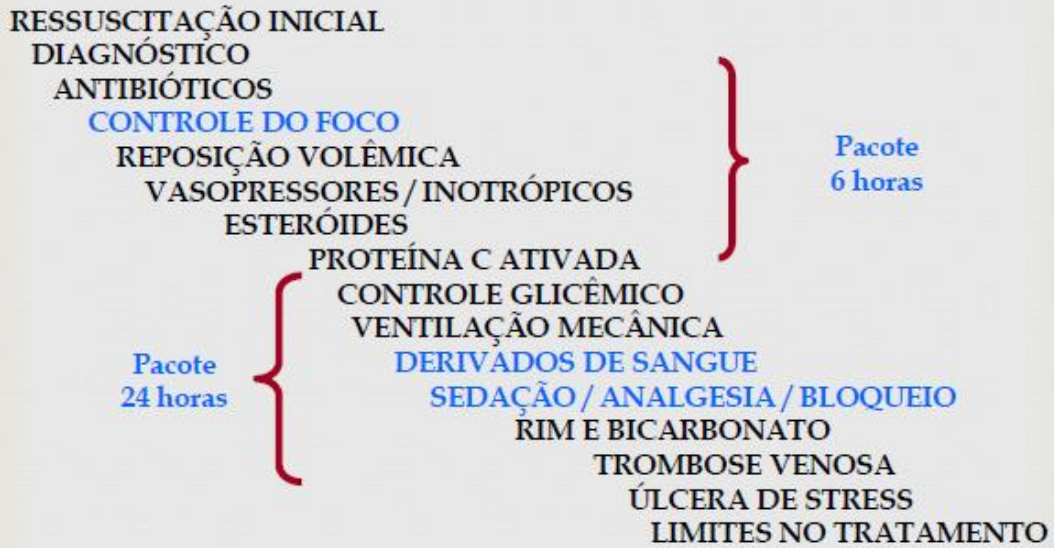 RESSUSCITAÇÃO INICIAL
DIAGNÓSTICO
ANTIBIÓTICOS
CONTROLE DO FOCO
REPOSIÇÃO VOLÊMICA
VASOPRESSORES / INOTRÓPICOS
ESTERÓIDES
PROTEÍNA C ATIVADA
Pacote
6 horas
CONTROLE GLICÊMICO
VENTILAÇÃO MECÂNICA
DERIVADOS DE SANGUE
SEDAÇÃO / ANALGESIA / BLOQUEIO
RIM E BICARBONATO
TROMBOSE VENOSA
ÚLCERA DE STRESS
LIMITES NO TRATAMENTO
Pacote
24 horas